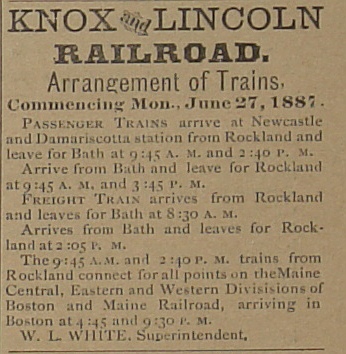 KNOX and LINCOLN
RAILROAD.
Arrangement of Trains,
Commencing Mon., June 27, 1887.
PASSENGER TRAINS arrive at Newcastle
and Damariscotta station from Rockland and
leave for Bath at 9:45 A. M. and 2:40 P. M.
Arrive from Bath and leave for Rockland
at 9:45 A. M, and 3:45 P. M.
FREIGHT TRAIN arrives from Rockland
and leaves for Bath at 8:30 A. M.
Arrives from Bath and leaves for Rock-
land at 2:05 P. M.
The 9:45 A.M. and 2:40 P. M. trains from
Rockland connect for all points on theMaine
Central, Eastern and Western Divisisions of
Boston and Maine Railroad, arriving in
Boston at 4:45 and 9:30 P. M.
W. L. WHITE. Superintendent,